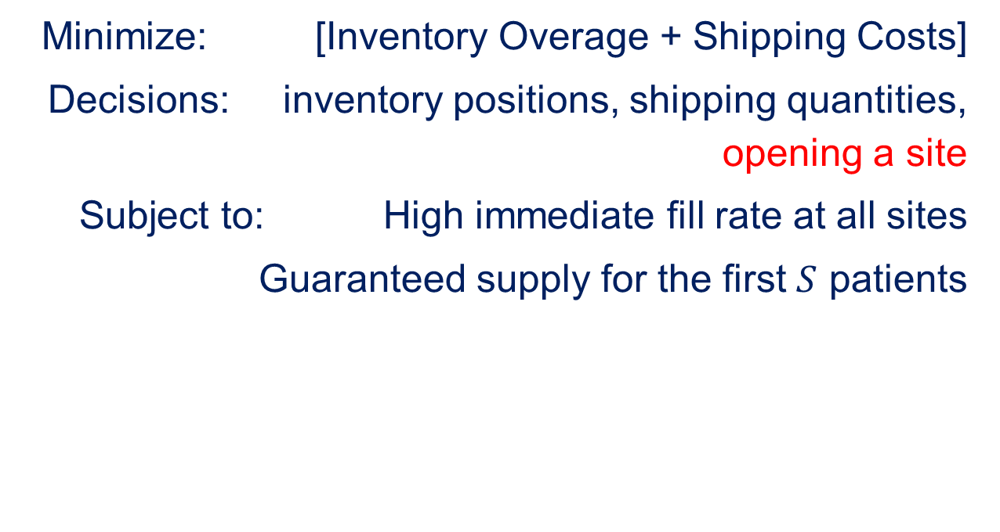 Minimize: [Inventory Overage + Shipping Costs]
Decisions: inventory positions, shipping quantities,
opening a site
Subject to: High immediate fill rate at all sites
Guaranteed supply for the first S patients